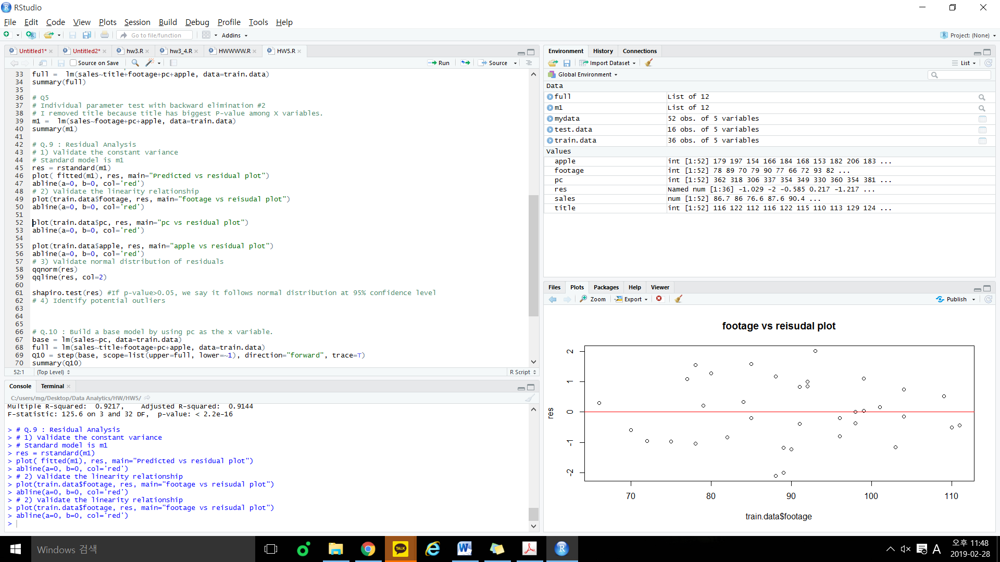 RStudio
File Edit Code View Plots Session Build Debug Profile Tools Help
Go to file/function Addins Project: (None)
Untitled1* Untitled2* hw3.R hw3_4.R HWWWW.R HW5.R
Source on Save Run Source
33 full =  lm(sales~title+footage+pc+apple, data=train.data)
34 summary(full)
35
36 # Q5
37 # Individual parameter test with backward elimination #2
38 # I removed title because title has biggest P-value among X variables.
39 m1 =  lm(sales~footage+pc+apple, data=train.data)
40 summary(m1)
41
42 # Q.9 : Residual Analysis
43 # 1) Validate the constant variance
44 # Standard model is m1
45 res = rstandard(m1)
46 plot( fitted(m1), res, main="Predicted vs residual plot")
47 abline(a=0, b=0, col='red')
48 # 2) Validate the linearity relationship
49 plot(train.data$footage, res, main="footage vs reisudal plot")
50 abline(a=0, b=0, col='red')
51
52 plot(train.data$pc, res, main="pc vs residual plot")
53 abline(a=0, b=0, col='red')
54
55 plot(train.data$apple, res, main="apple vs residual plot")
56 abline(a=0, b=0, col='red')
57 # 3) Validate normal distribution of residuals
58 qqnorm(res)
59 qqline(res, col=2)
60
61 shapiro.test(res) #If p-value>0.05, we say it follows normal distribution at 95% confidence level
62 # 4) Identify potential outliers
63
64
65
66 # Q.10 : Build a base model by using pc as the x variable.
67 base = lm(sales~pc, data=train.data)
68 full = lm(sales~title+footage+pc+apple, data=train.data)
69 Q10 = step(base, scope=list(upper=full, lower=~1), direction="forward", trace=T)
70 summary(Q10)
52:1 (Top Level) R Script
Console Terminal
C:/users/mg/Desktop/Data Analytics/HW/HW5/
Multiple R-squared:  0.9217,    Adjusted R-squared:  0.9144
F-statistic: 125.6 on 3 and 32 DF,  p-value: < 2.2e-16
> # Q.9 : Residual Analysis
> # 1) Validate the constant variance
> # Standard model is m1
> res = rstandard(m1)
> plot( fitted(m1), res, main="Predicted vs residual plot")
> abline(a=0, b=0, col='red')
> # 2) Validate the linearity relationship
> plot(train.data$footage, res, main="footage vs reisudal plot")
> abline(a=0, b=0, col='red')
> # 2) Validate the linearity relationship
> plot(train.data$footage, res, main="footage vs reisudal plot")
> abline(a=0, b=0, col='red')
>
Environment History Connections
Import Dataset List
Global Environment
Data
full List of 12
m1 List of 12
mydata 52 obs. of 5 variables
test.data 16 obs. of 5 variables
train.data 36 obs. of 5 variables
Values
apple int [1:52] 179 197 154 166 184 168 153 182 206 183 ...
footage int [1:52] 78 89 70 79 90 77 66 72 93 82 ...
pc int [1:52] 362 318 306 337 354 349 330 360 354 381 ...
res Named num [1:36] -1.029 -2 -0.585 0.217 -1.217 ...
sales num [1:52] 86.7 86 76.6 87.6 90.4 ...
title int [1:52] 116 122 112 116 122 115 110 113 129 124 ...
Files Plots Packages Help Viewer
Zoom Export Publish
footage vs reisudal plot
2
1
0
-1
-2
res
70 80 90 100 110
train.data$footage
Windows 검색
TALK
A
오후 11:48
2019-02-28